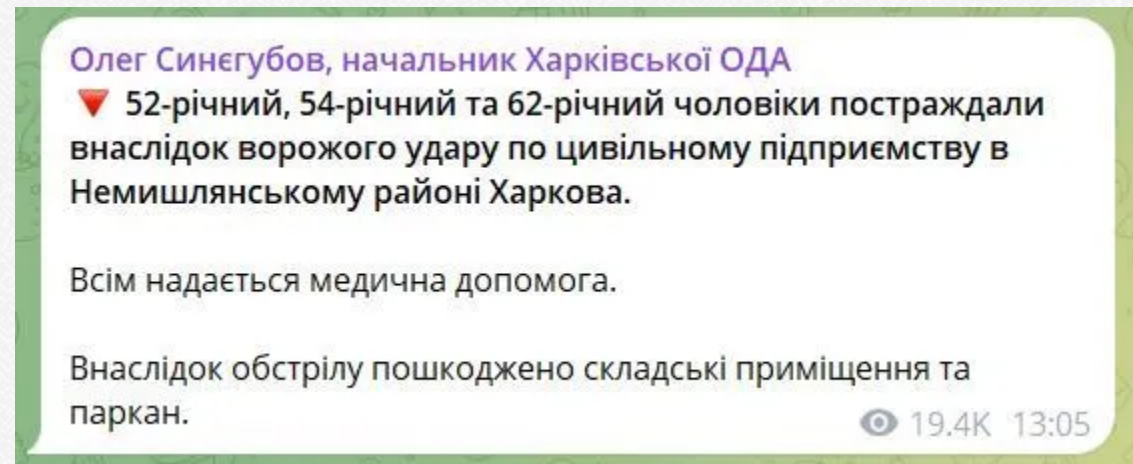 Олег Синєгубов, начальник Харківської ОДА
🔻 52-річний, 54-річний та 62-річний чоловіки постраждали
внаслідок ворожого удару по цивільному підприємству в
Немишлянському районі Харкова.
Всім надається медична допомога.
Внаслідок обстрілу пошкоджено складські приміщення та
паркан.
19.4K 13:05